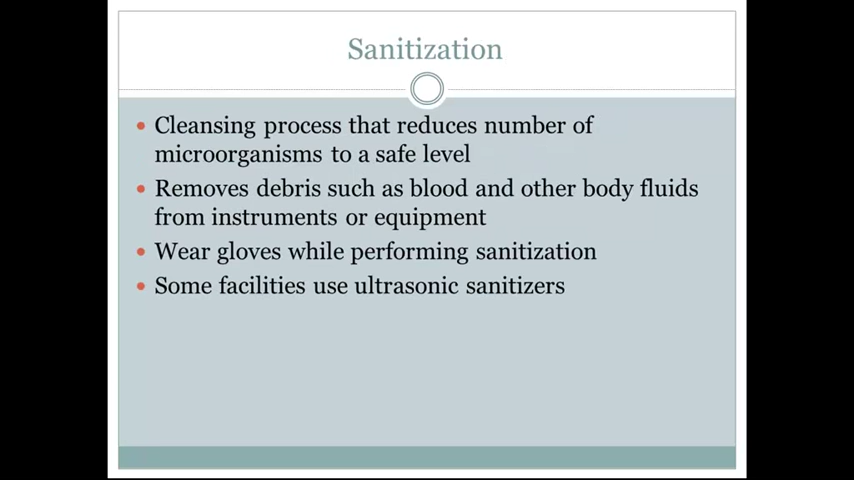 Sanitization
• Cleansing process that reduces number of
microorganisms to a safe level
• Removes debris such as blood and other body fluids
from instruments or equipment
• Wear gloves while performing sanitization
• Some facilities use ultrasonic sanitizers